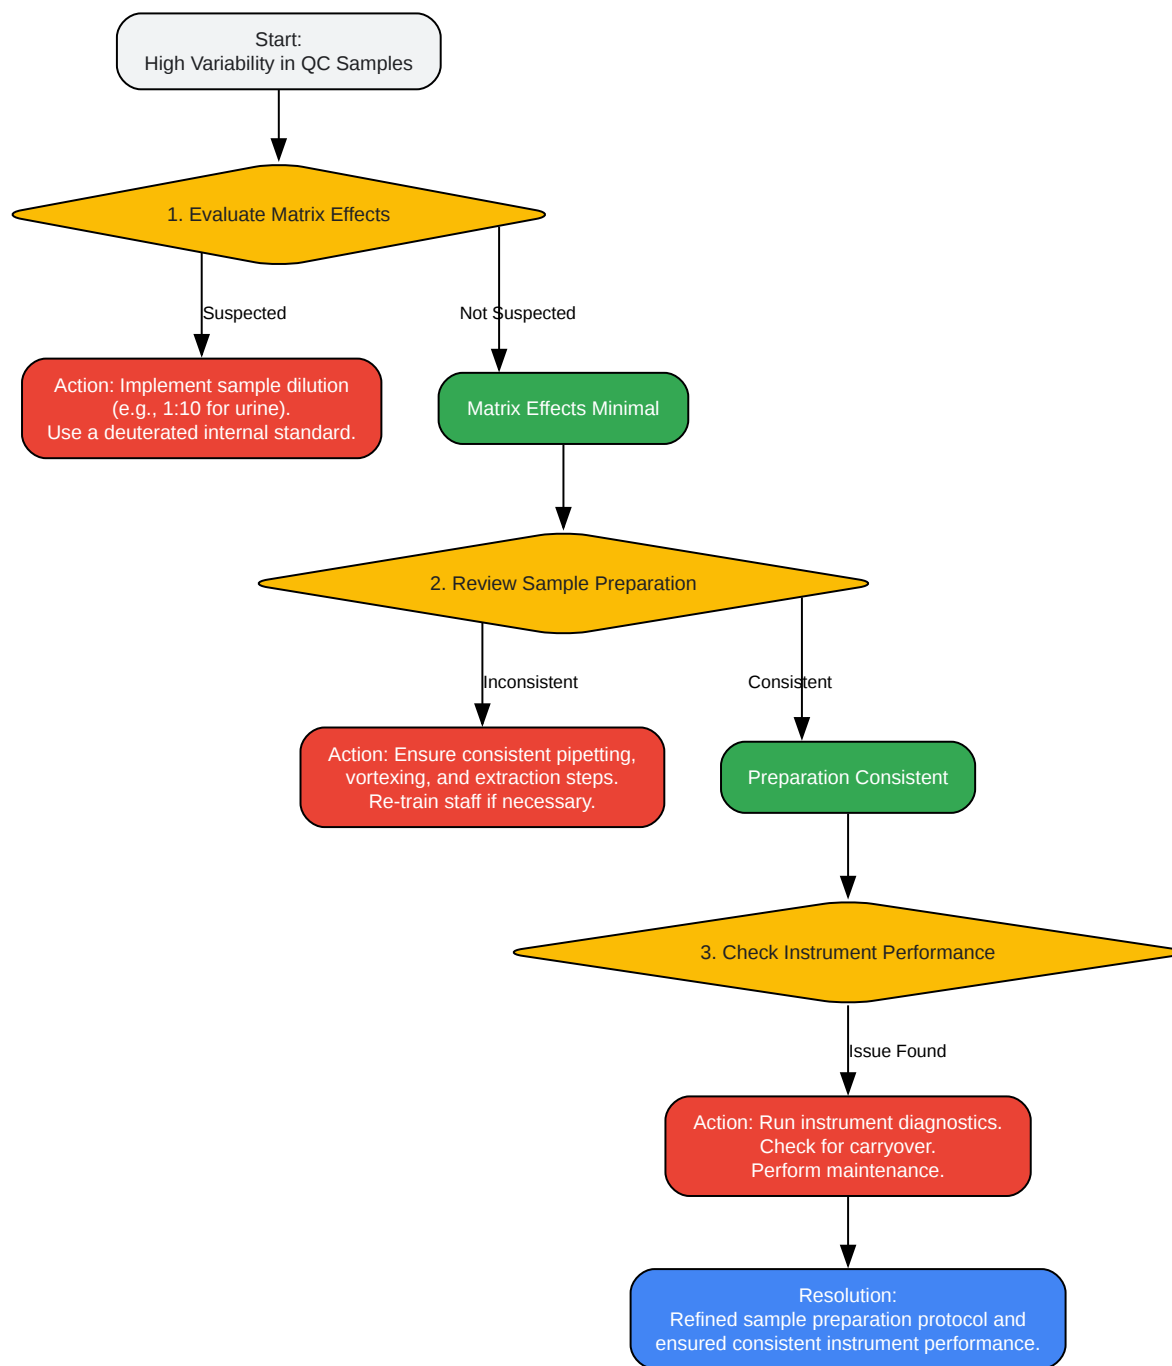 Start:
High Variability in QC Samples
1. Evaluate Matrix Effects
Suspected
Not Suspected
Action: Implement sample dilution
(e.g., 1:10 for urine).
Use a deuterated internal standard.
Matrix Effects Minimal
2. Review Sample Preparation
Inconsistent
Consistent
Action: Ensure consistent pipetting,
vortexing, and extraction steps.
Re-train staff if necessary.
Preparation Consistent
3. Check Instrument Performance
Issue Found
Action: Run instrument diagnostics.
Check for carryover.
Perform maintenance.
Resolution:
Refined sample preparation protocol and
ensured consistent instrument performance.